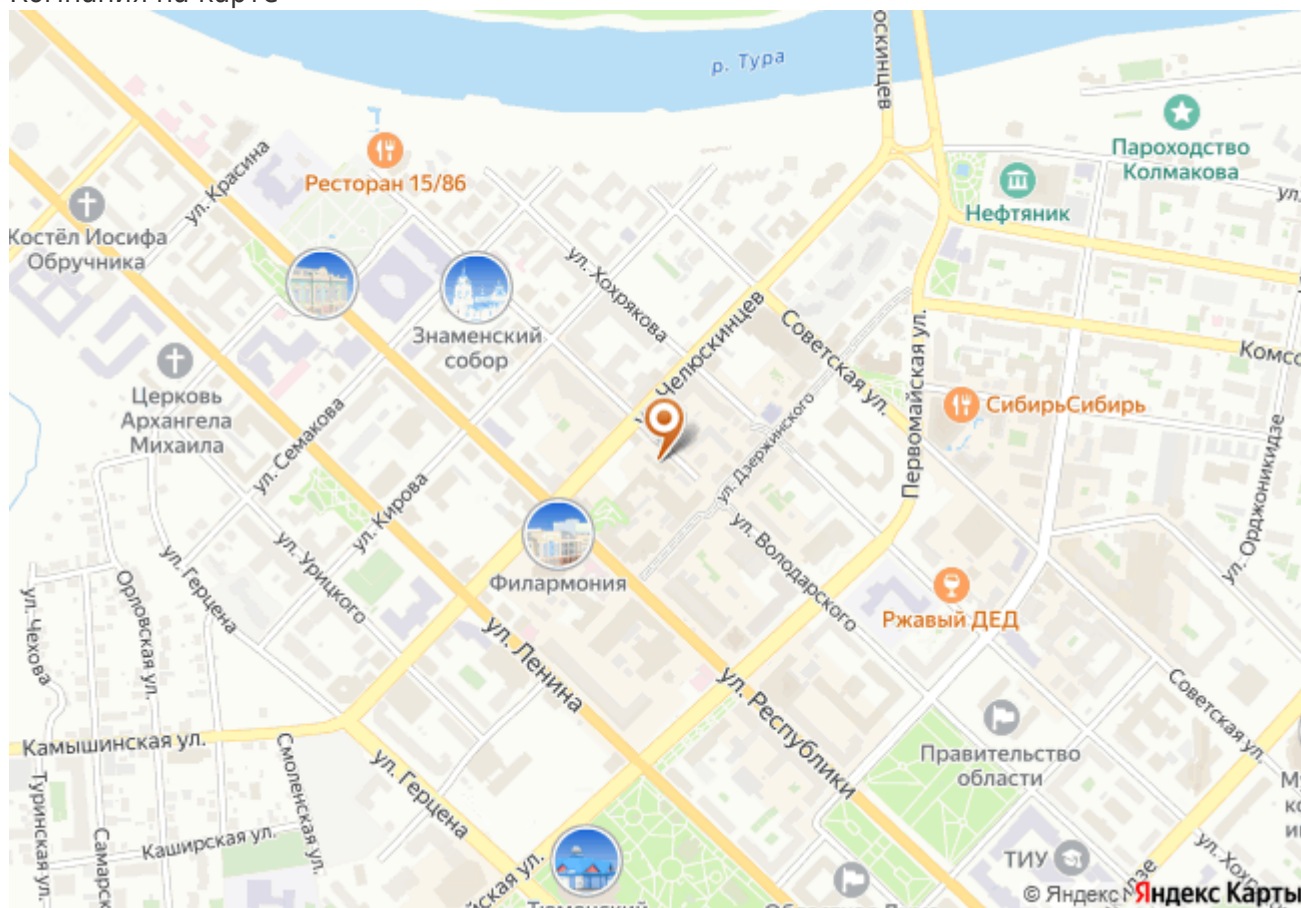 Компания на карте
р. Тура
Пароходство
Колмакова
ул. Красина
Ресторан 15/86
Нефтяник
Костёл Иосифа
Обручника
ул. Хохрякова
Знаменский
собор
ул. Челюскинцев
Советская ул.
Первомайская ул.
Церковь
Архангела
Михаила
СибирьСибирь
ул. Семакова
ул. Кирова
ул. Дзержинского
ул. Орджоникидзе
ул. Володарского
Филармония
ул. Герцена
ул. Урицкого
Орловская ул.
ул. Чехова
Ржавый ДЕД
ул. Ленина
ул. Республики
Советская ул.
Камышинская ул.
Правительство
области
Смоленская ул.
ул. Герцена
Туринская ул.
Каширская ул.
ТИУ
© Яндекс Яндекс Карты